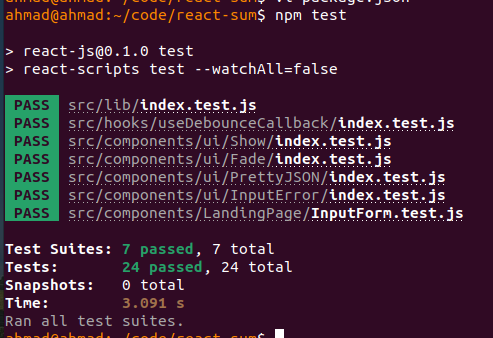 ahmad@ahmad:~/code/react-sum$ vi package.json
ahmad@ahmad:~/code/react-sum$ npm test
> react-js@0.1.0 test
> react-scripts test --watchAll=false
PASS src/lib/index.test.js
PASS src/hooks/useDebounceCallback/index.test.js
PASS src/components/ui/Show/index.test.js
PASS src/components/ui/Fade/index.test.js
PASS src/components/ui/PrettyJSON/index.test.js
PASS src/components/ui/InputError/index.test.js
PASS src/components/LandingPage/InputForm.test.js
Test Suites: 7 passed, 7 total
Tests: 24 passed, 24 total
Snapshots: 0 total
Time: 3.091 s
Ran all test suites.
ahmad@ahmad:~/code/react-sum$